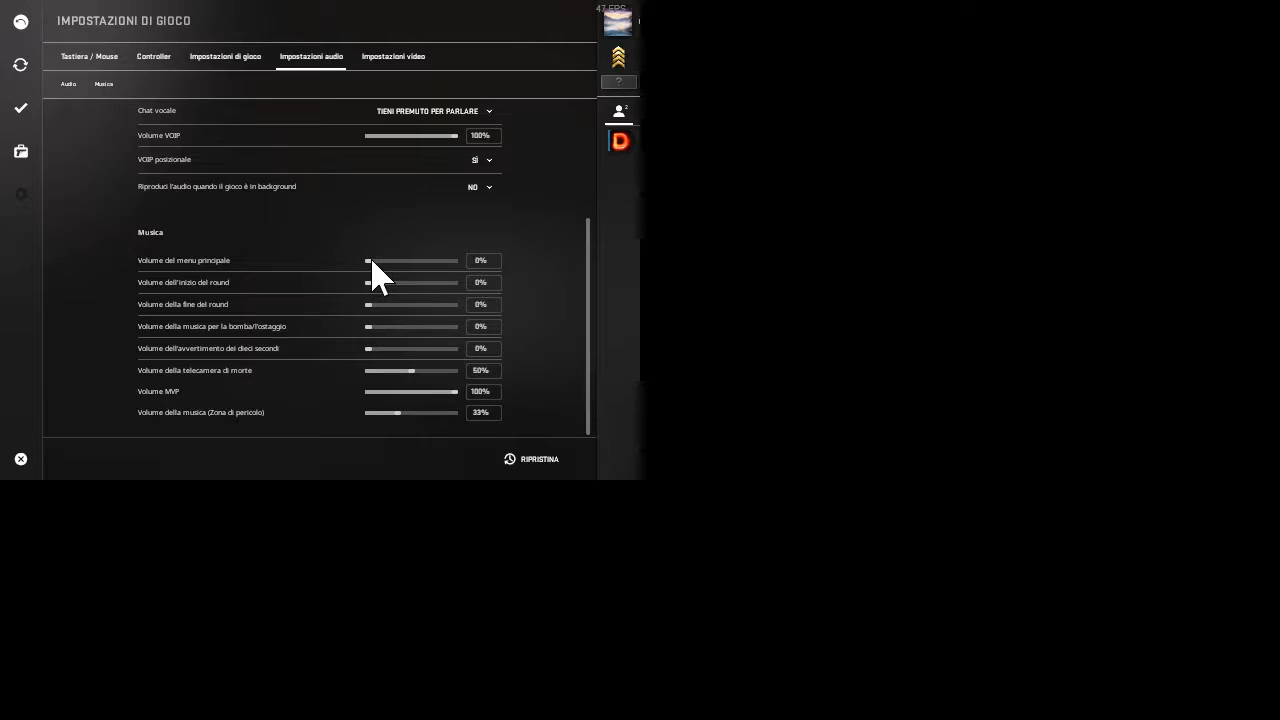 47 FPS
IMPOSTAZIONI DI GIOCO
Tastiera / Mouse Controller Impostazioni di gioco Impostazioni audio Impostazioni video
Audio Musica
Chat vocale TIENI PREMUTO PER PARLARE
Volume VOIP 100%
VOIP posizionale SÌ
Riproduci l'audio quando il gioco è in background NO
Musica
Volume del menu principale 0%
Volume dell'inizio del round 0%
Volume della fine del round 0%
Volume della musica per la bomba/l'ostaggio 0%
Volume dell'avvertimento dei dieci secondi 0%
Volume della telecamera di morte 50%
Volume MVP 100%
Volume della musica (Zona di pericolo) 33%
RIPRISTINA
?
2
D